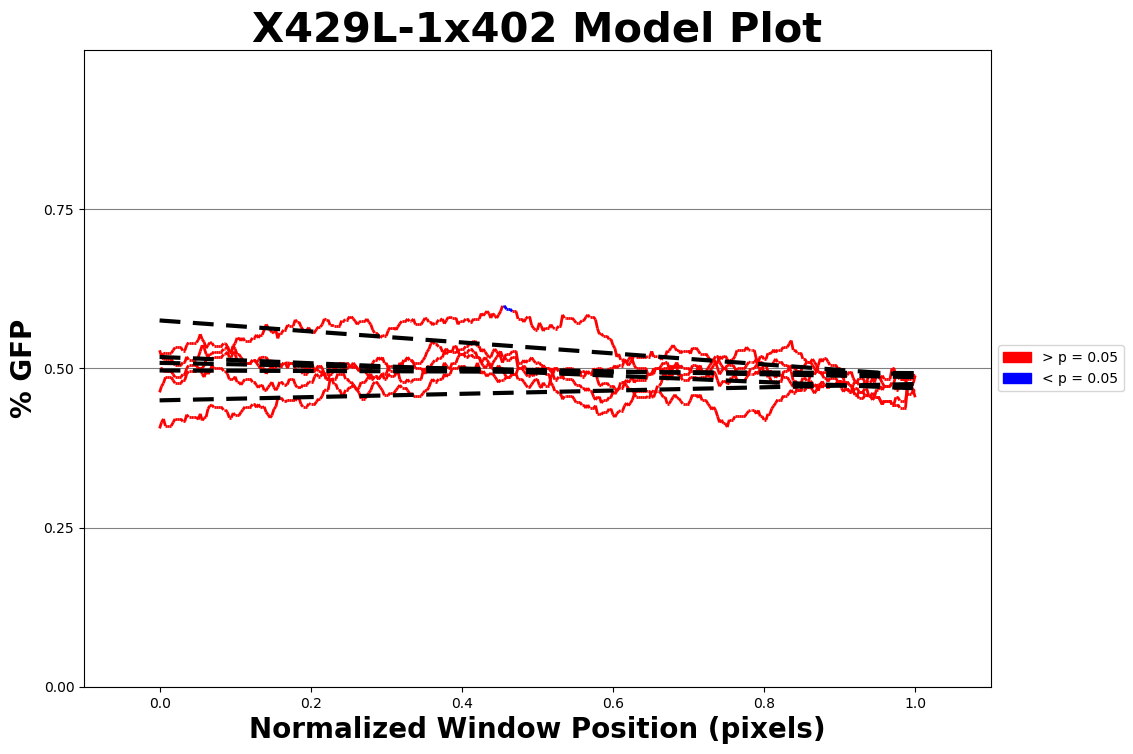 X429L-1x402 Model Plot
% GFP
0.75
0.50
0.25
0.00
0.0 0.2 0.4 0.6 0.8 1.0
Normalized Window Position (pixels)
> p = 0.05
< p = 0.05